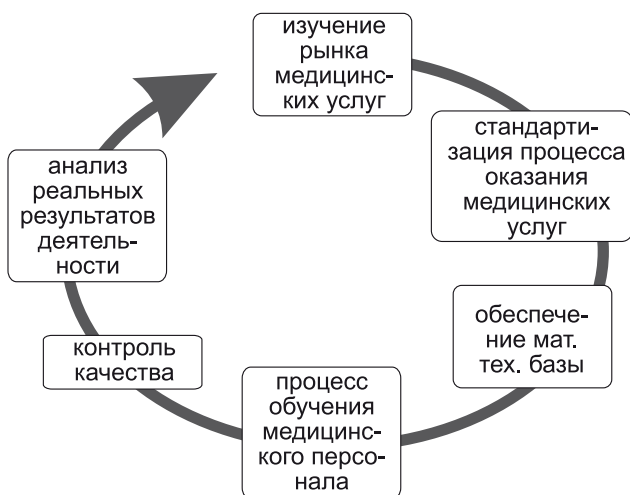 изучение
рынка
медицинс-
ких услуг
стандарти-
зация процесса
оказания
медицинских
услуг
обеспече-
ние мат.
тех. базы
процесс
обучения
медицинс-
кого персо-
нала
контроль
качества
анализ
реальных
результатов
деятель-
ности